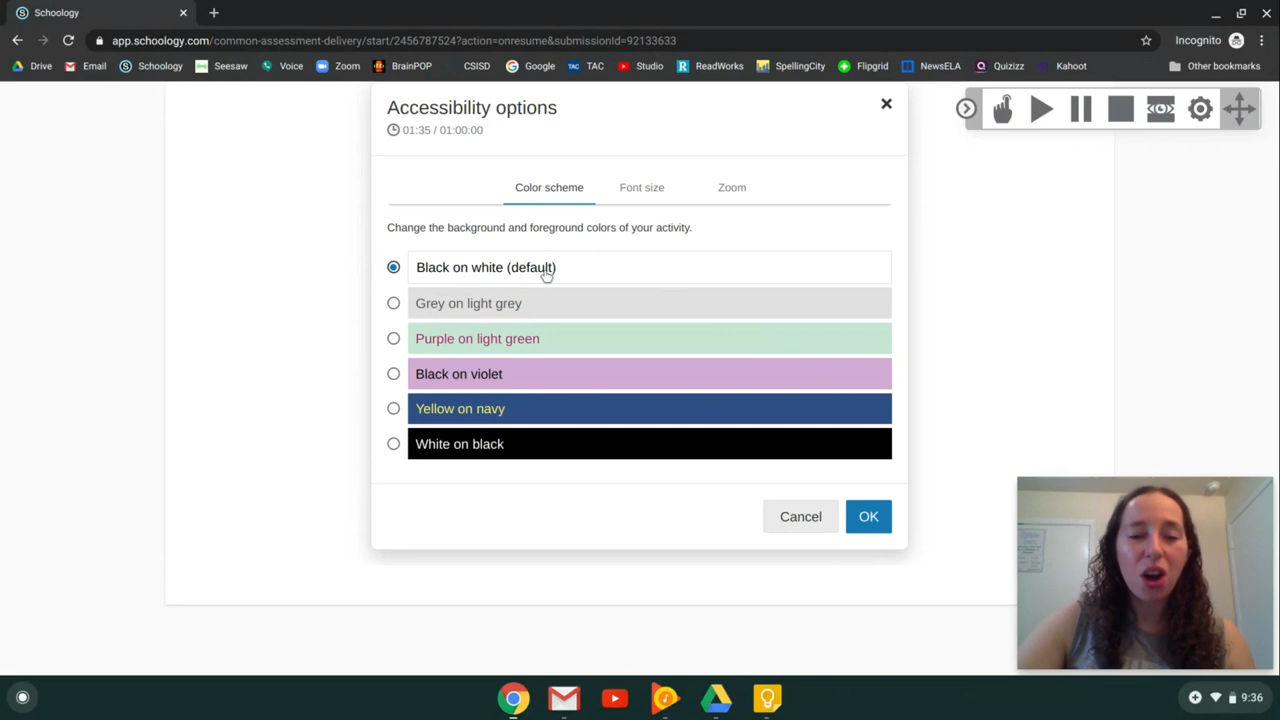 Schoology
app.schoology.com/common-assessment-delivery/start/2456787524?action=onresume&submissionId=92133633
Incognito
Drive Email Schoology Seesaw Voice Zoom BrainPOP CSISD Google TAC TAC Studio ReadWorks VocabularySpellingCity Flipgrid NewsELA Quizizz Kahoot Other bookmarks
Accessibility options
01:35 / 01:00:00
Color scheme Font size Zoom
Change the background and foreground colors of your activity.
Black on white (default)
Grey on light grey
Purple on light green
Black on violet
Yellow on navy
White on black
Cancel OK
9:36